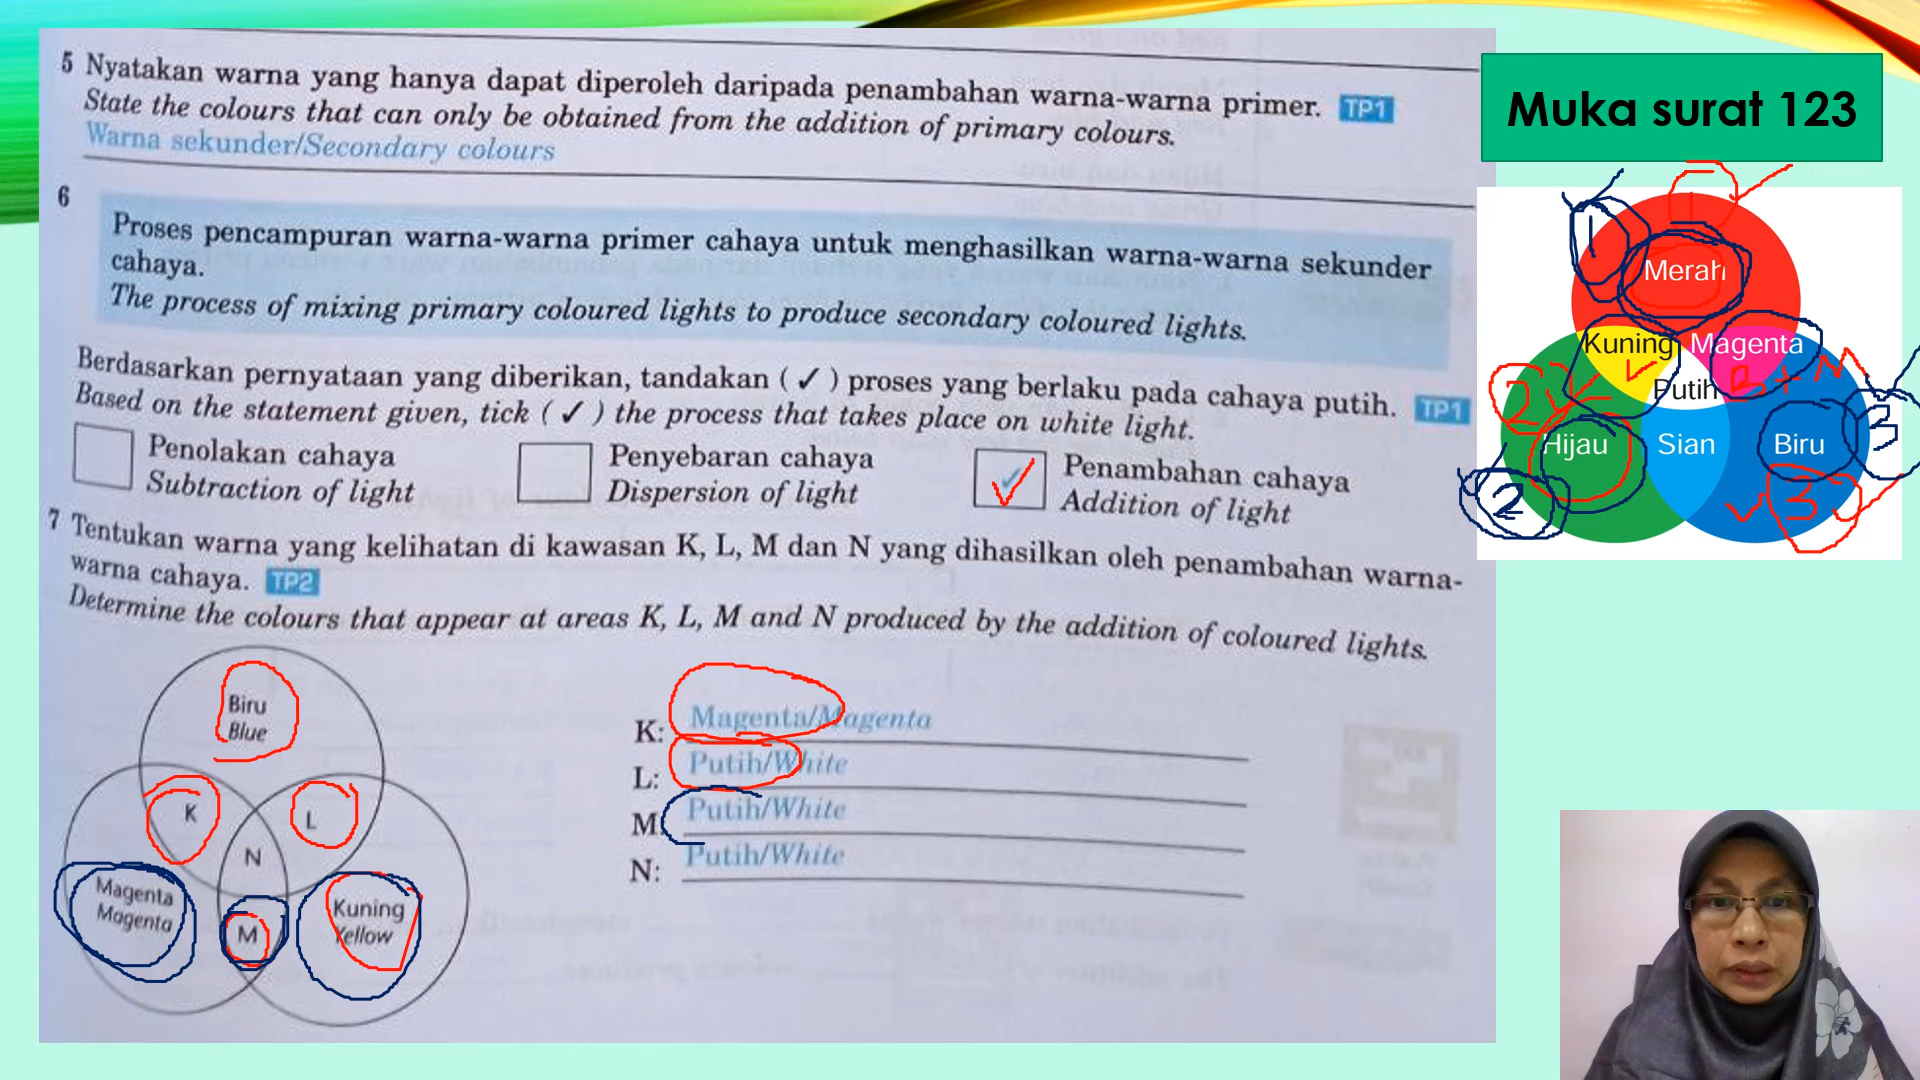 5 Nyatakan warna yang hanya dapat diperoleh daripada penambahan warna-warna primer. TP1
State the colours that can only be obtained from the addition of primary colours.
Warna sekunder/Secondary colours
6
Proses pencampuran warna-warna primer cahaya untuk menghasilkan warna-warna sekunder
cahaya.
The process of mixing primary coloured lights to produce secondary coloured lights.
Berdasarkan pernyataan yang diberikan, tandakan ( ✓ ) proses yang berlaku pada cahaya putih. TP1
Based on the statement given, tick ( ✓ ) the process that takes place on white light.
Penolakan cahaya
Subtraction of light
Penyebaran cahaya
Dispersion of light
✓ Penambahan cahaya
Addition of light
7 Tentukan warna yang kelihatan di kawasan K, L, M dan N yang dihasilkan oleh penambahan warna-
warna cahaya. TP2
Determine the colours that appear at areas K, L, M and N produced by the addition of coloured lights.
Biru
Blue
K
L
N
Magenta
Magenta
M
Kuning
Yellow
K: Magenta/Magenta
L: Putih/White
M: Putih/White
N: Putih/White
Muka surat 123
1
1
Merah
Kuning
Magenta
B + M
Putih
2
Hijau
Sian
Biru
3
2
3